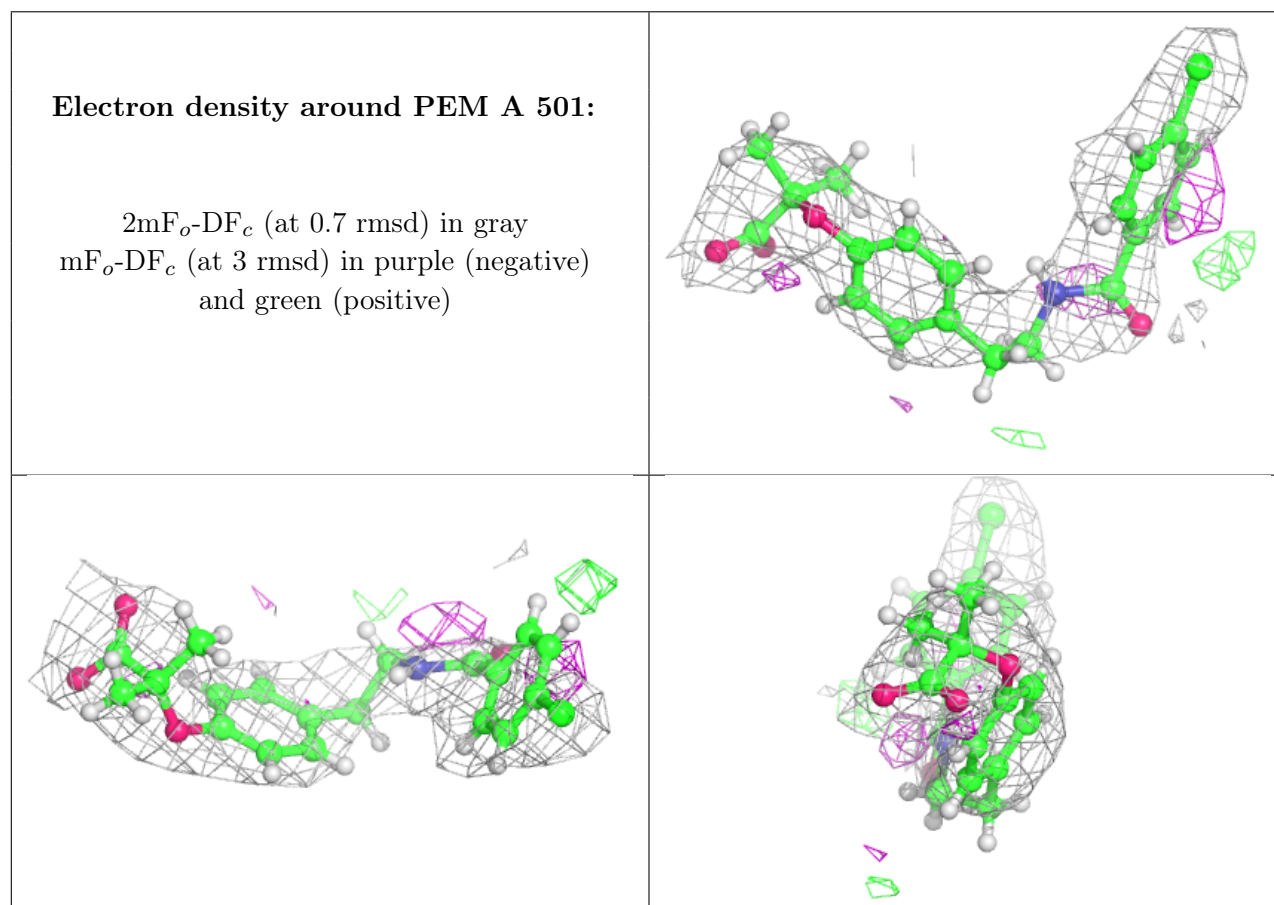 Electron density around PEM A 501:
2mFo-DFc (at 0.7 rmsd) in gray
mFo-DFc (at 3 rmsd) in purple (negative)
and green (positive)